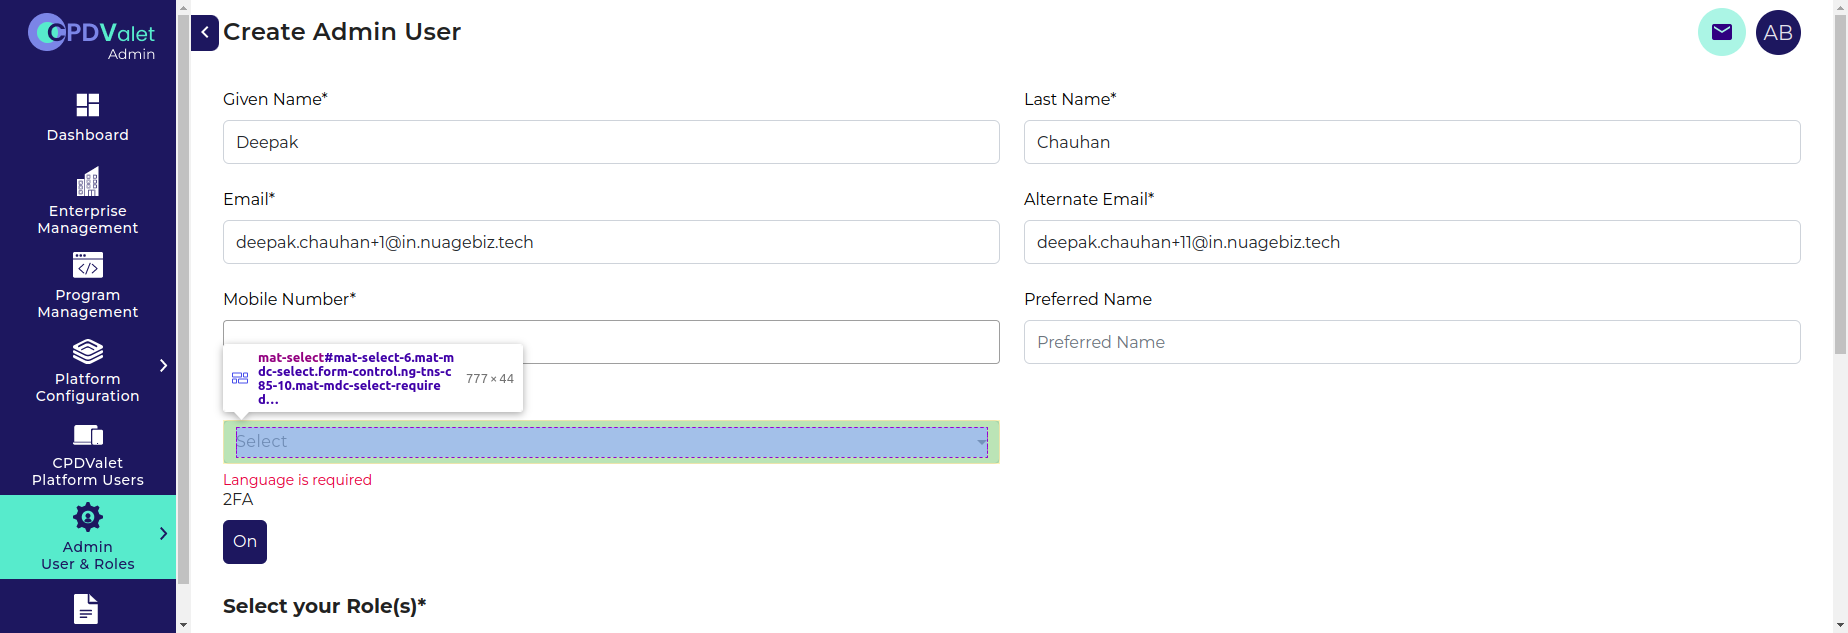 CPDValet
Admin
Dashboard
Enterprise
Management
Program
Management
Platform
Configuration
CPDValet
Platform Users
Admin
User & Roles
Create Admin User
AB
Given Name*
Deepak
Last Name*
Chauhan
Email*
deepak.chauhan+1@in.nuagebiz.tech
Alternate Email*
deepak.chauhan+11@in.nuagebiz.tech
Mobile Number*
Preferred Name
Preferred Name
mat-select#mat-select-6.mat-m
dc-select.form-control.ng-tns-c
85-10.mat-mdc-select-require
d...
777 × 44
Select
Language is required
2FA
On
Select your Role(s)*